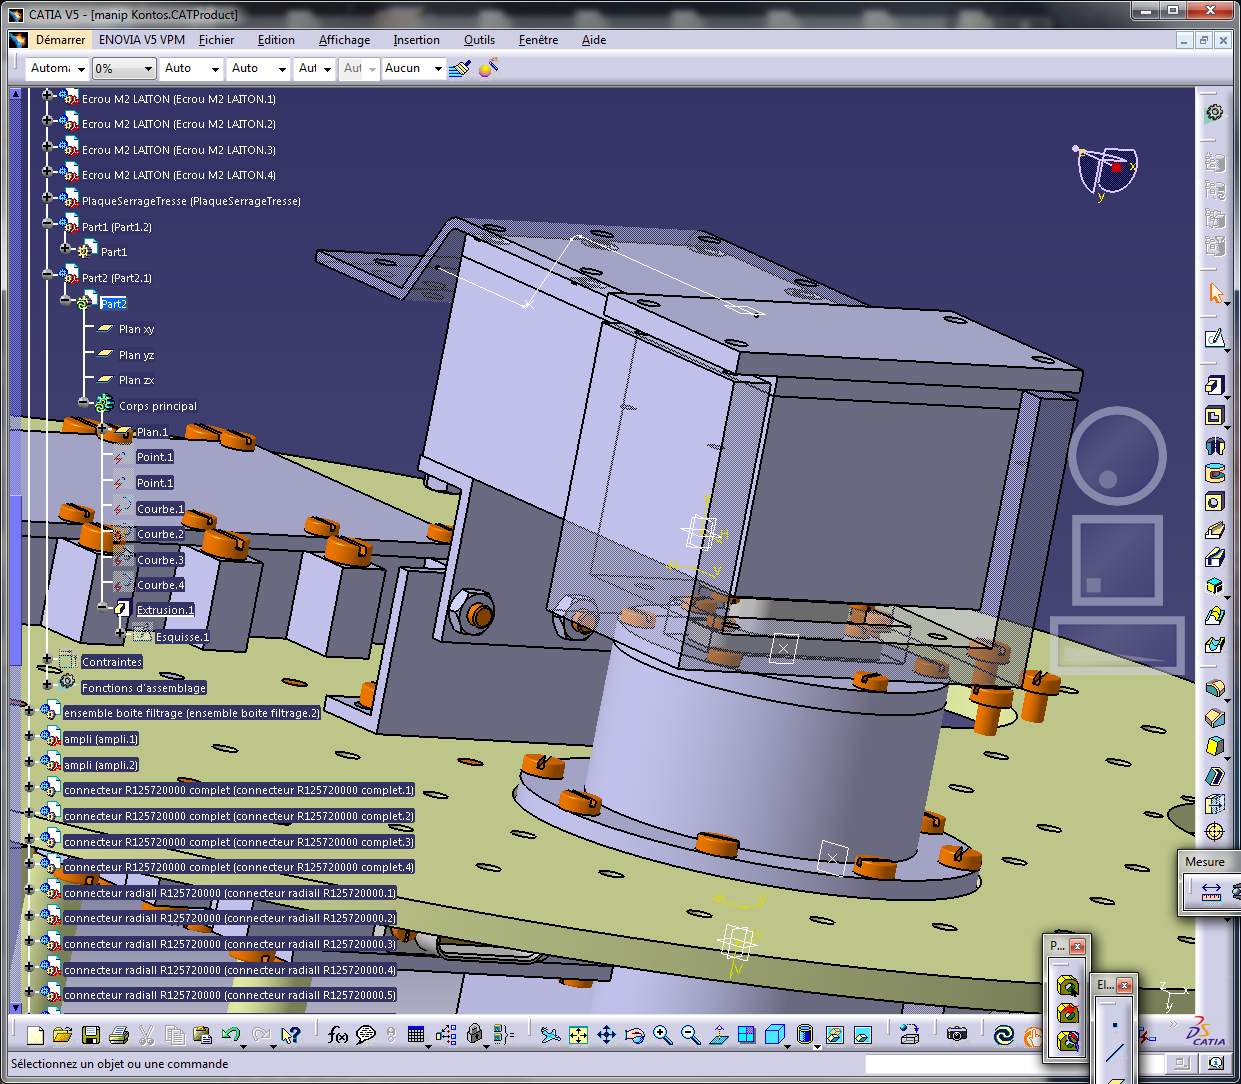 CATIA V5 - [manip Kontos.CATProduct]
Démarrer ENOVIA V5 VPM Fichier Edition Affichage Insertion Outils Fenêtre Aide
Automa 0% Auto Auto Aut Aut Aucun
Ecrou M2 LAITON (Ecrou M2 LAITON.1)
Ecrou M2 LAITON (Ecrou M2 LAITON.2)
Ecrou M2 LAITON (Ecrou M2 LAITON.3)
Ecrou M2 LAITON (Ecrou M2 LAITON.4)
PlaqueSerrageTresse (PlaqueSerrageTresse)
Part1 (Part1.2)
Part1
Part2 (Part2.1)
Part2
Plan xy
Plan yz
Plan zx
Corps principal
Plan.1
Point.1
Point.1
Courbe.1
Courbe.2
Courbe.3
Courbe.4
Extrusion.1
Esquisse.1
Contraintes
Fonctions d'assemblage
ensemble boite filtrage (ensemble boite filtrage.2)
ampli (ampli.1)
ampli (ampli.2)
connecteur R125720000 complet (connecteur R125720000 complet.1)
connecteur R125720000 complet (connecteur R125720000 complet.2)
connecteur R125720000 complet (connecteur R125720000 complet.3)
connecteur R125720000 complet (connecteur R125720000 complet.4)
connecteur radiall R125720000 (connecteur radiall R125720000.1)
connecteur radiall R125720000 (connecteur radiall R125720000.2)
connecteur radiall R125720000 (connecteur radiall R125720000.3)
connecteur radiall R125720000 (connecteur radiall R125720000.4)
connecteur radiall R125720000 (connecteur radiall R125720000.5)
Mesure
P...
El...
f(x)
CATIA
Sélectionnez un objet ou une commande